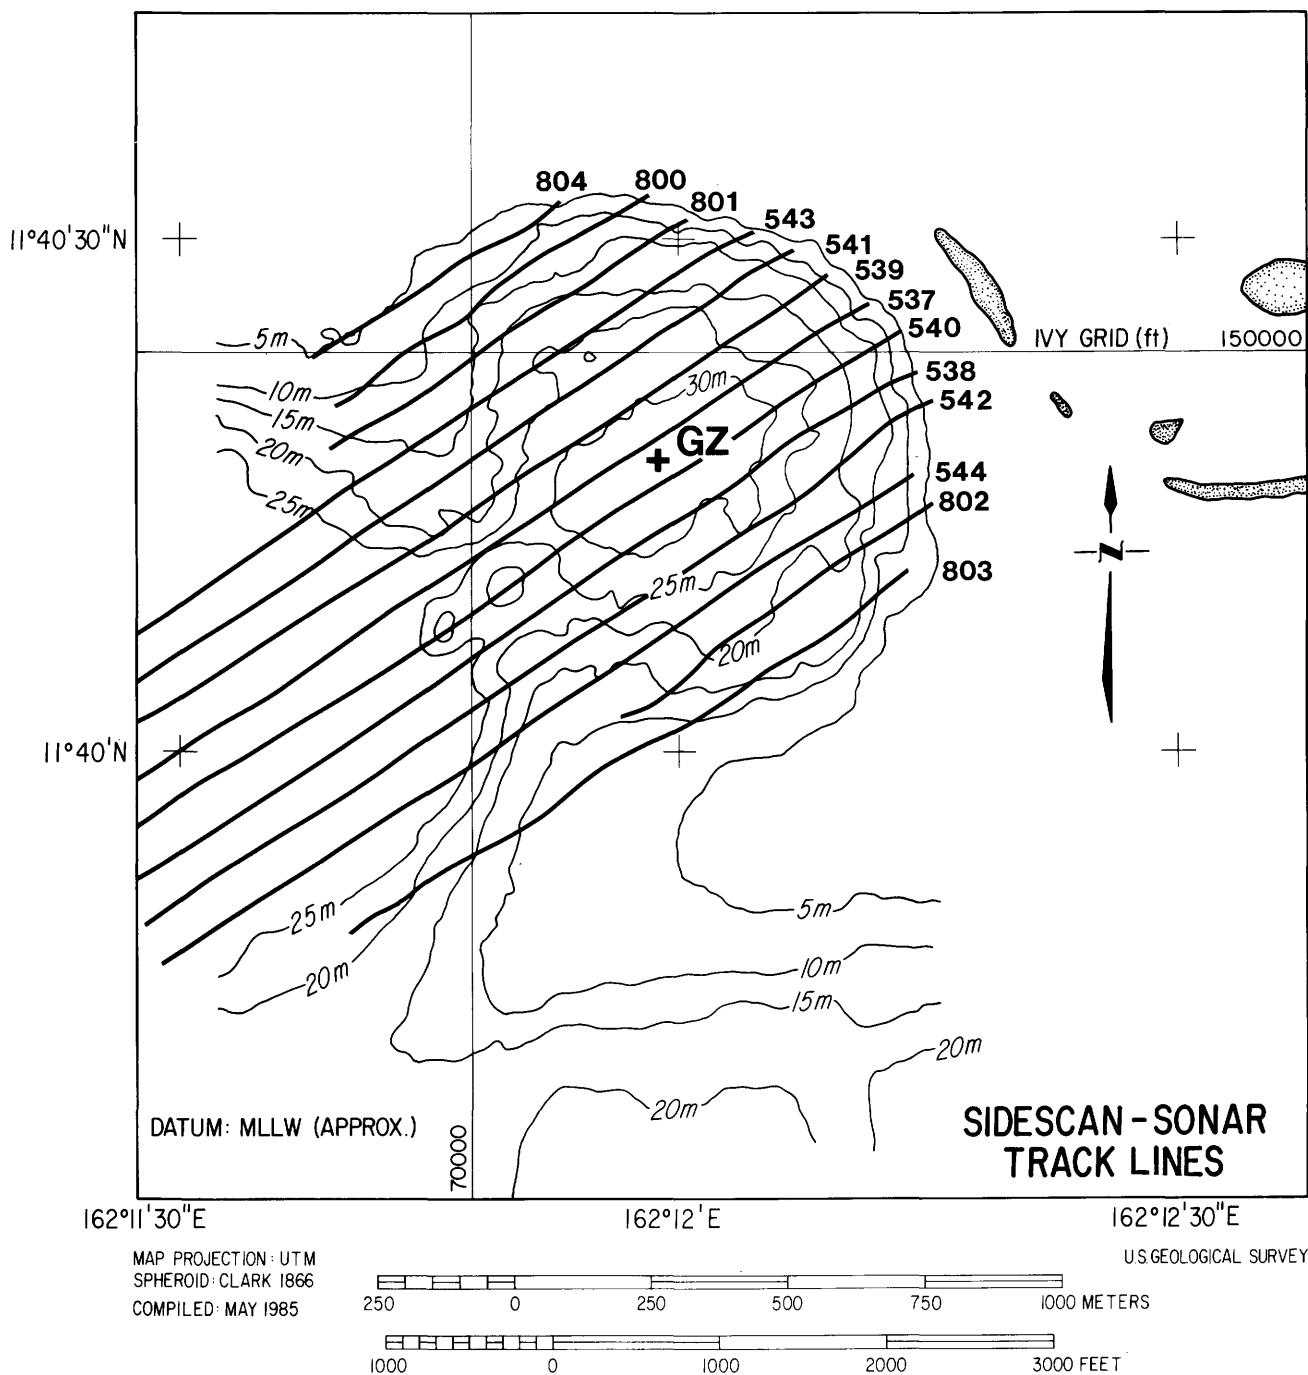 804
800
801
543
541
539
537
540
538
542
544
802
803
11°40'30"N
5m
IVY GRID (ft) 150000
10m
30m
15m
GZ
20m
25m
25m
20m
11°40'N
25m
5m
20m
10m
15m
20m
20m
N
DATUM: MLLW (APPROX.)
70000
SIDESCAN-SONAR
TRACK LINES
162°11'30"E 162°12'E 162°12'30"E
MAP PROJECTION: UTM
SPHEROID: CLARK 1866
COMPILED: MAY 1985
U.S. GEOLOGICAL SURVEY
250 0 250 500 750 1000 METERS
1000 0 1000 2000 3000 FEET